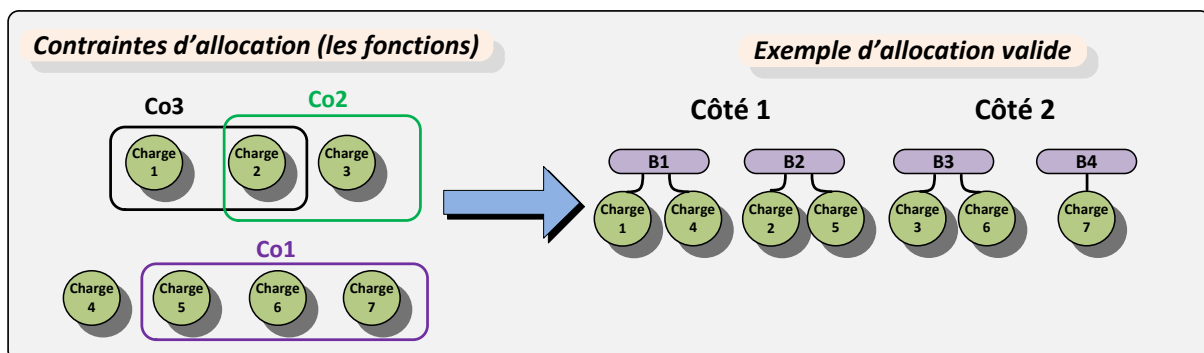 Contraintes d’allocation (les fonctions)
Co3
Co2
Charge
1
Charge
2
Charge
3
Co1
Charge
4
Charge
5
Charge
6
Charge
7
Exemple d’allocation valide
Côté 1
Côté 2
B1
B2
B3
B4
Charge
1
Charge
4
Charge
2
Charge
5
Charge
3
Charge
6
Charge
7